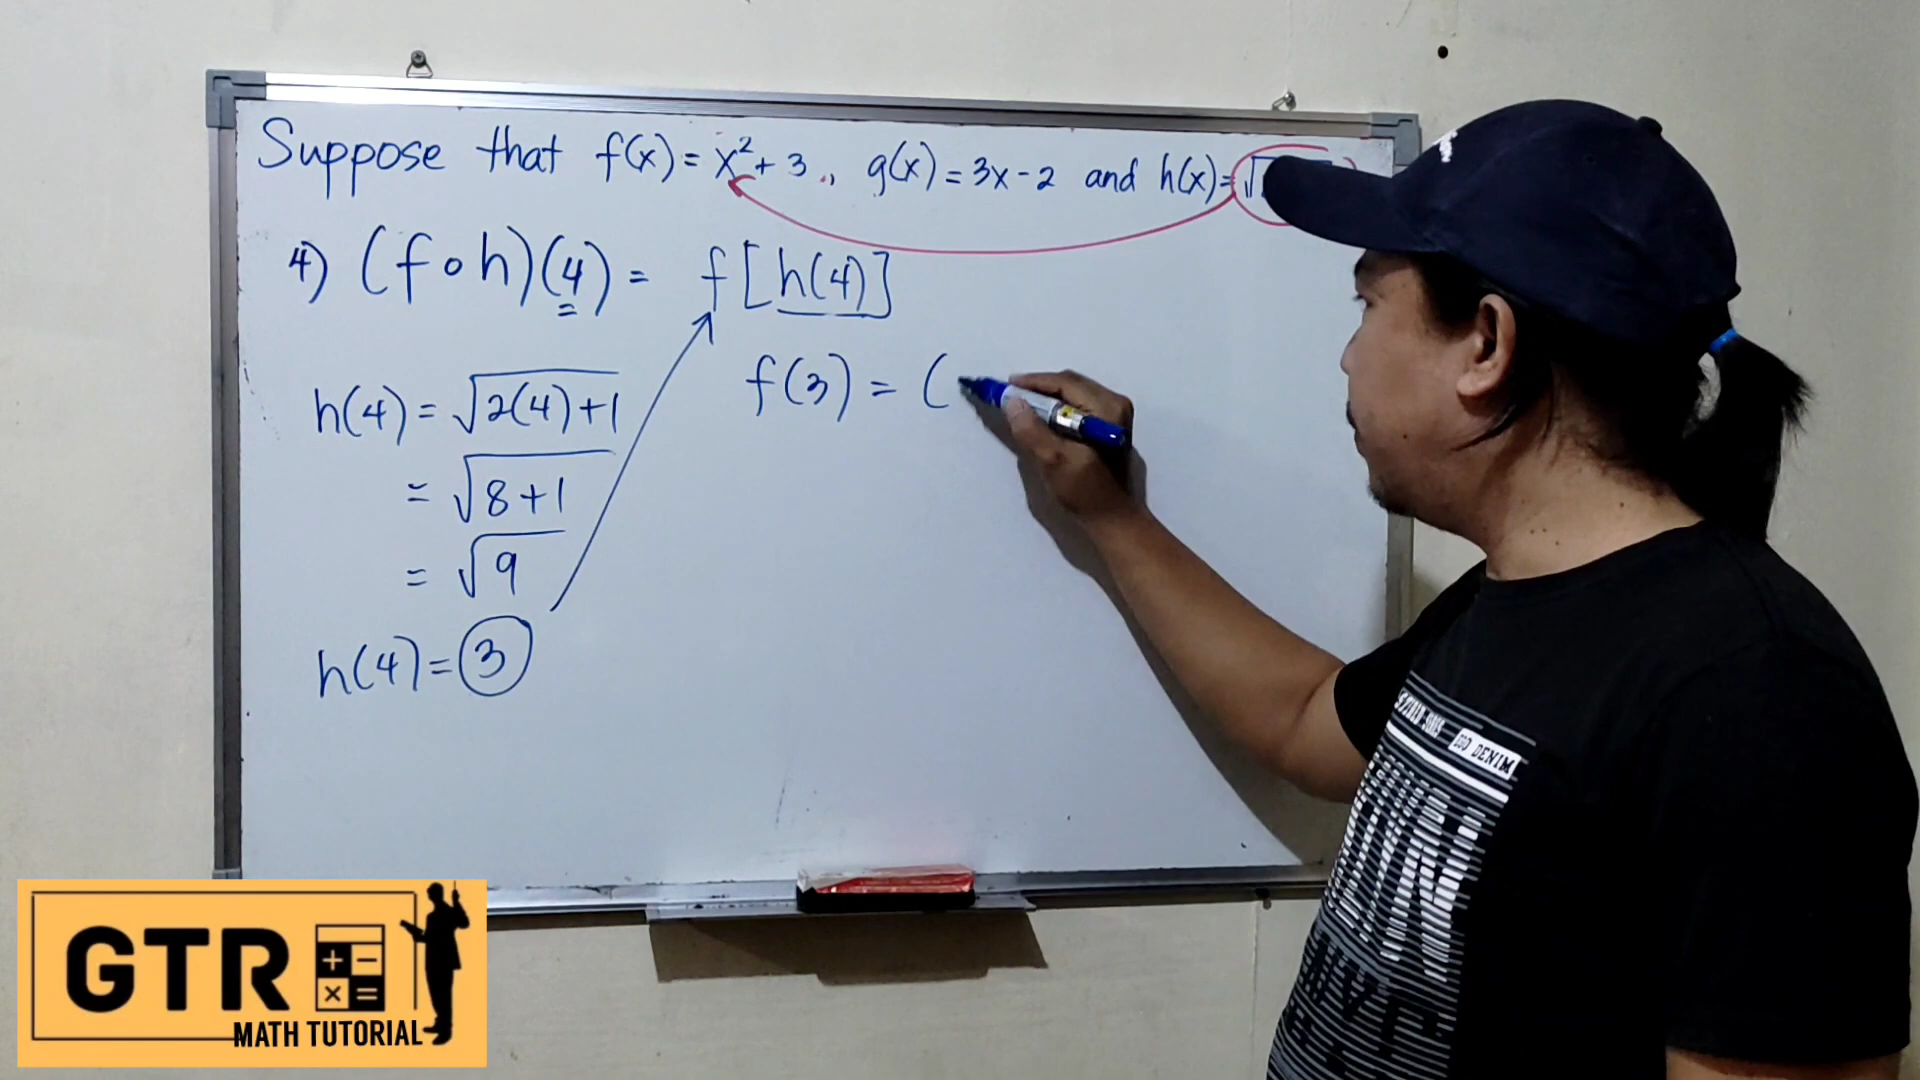 Suppose that f(x) = x² + 3 ., g(x) = 3x - 2 and h(x) = √
4) (f ∘ h)(4) = f[h(4)]
h(4) = √2(4)+1
= √8+1
= √9
h(4) = 3
f(3) = (
GTR
+ -
× =
MATH TUTORIAL
DENIM